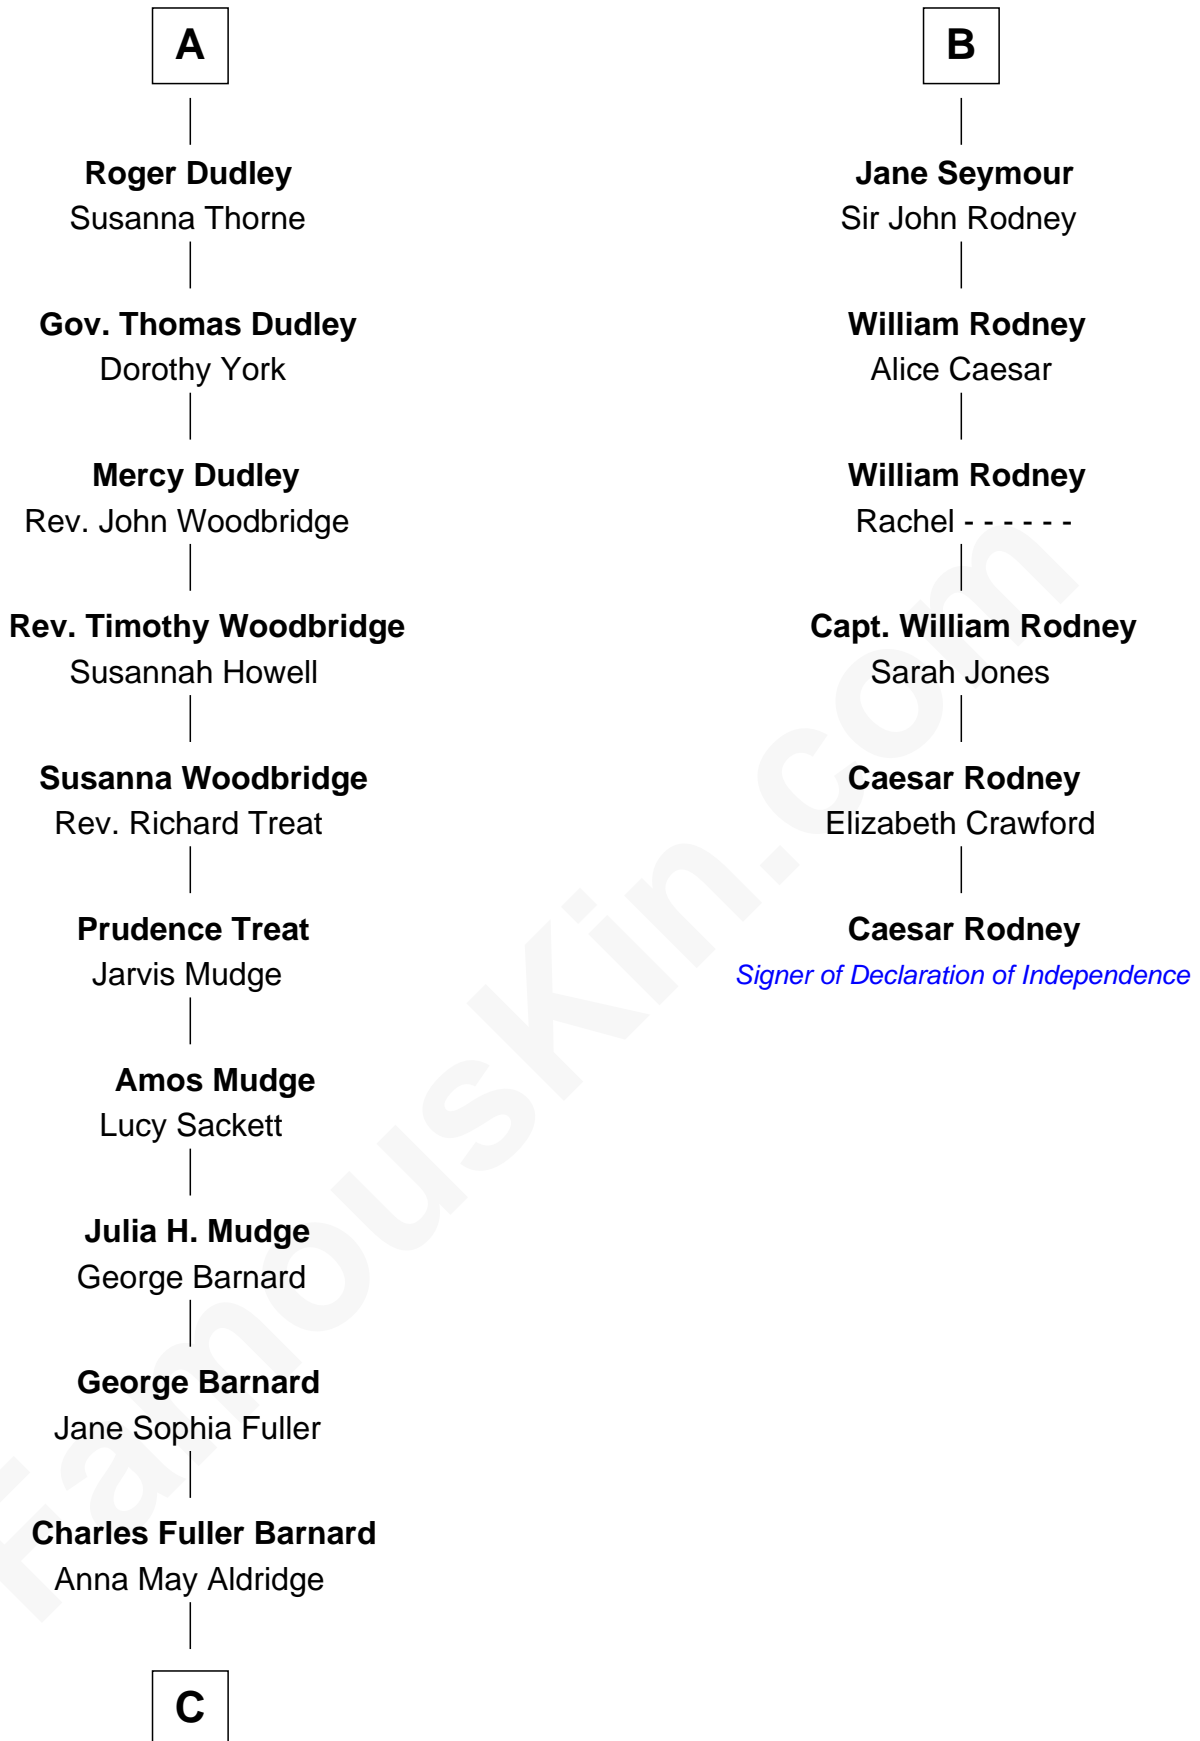 A
Roger Dudley
Susanna Thorne
Gov. Thomas Dudley
Dorothy York
Mercy Dudley
Rev. John Woodbridge
Rev. Timothy Woodbridge
Susannah Howell
Susanna Woodbridge
Rev. Richard Treat
Prudence Treat
Jarvis Mudge
Amos Mudge
Lucy Sackett
Julia H. Mudge
George Barnard
George Barnard
Jane Sophia Fuller
Charles Fuller Barnard
Anna May Aldridge
C
B
Jane Seymour
Sir John Rodney
William Rodney
Alice Caesar
William Rodney
Rachel - - - - - -
Capt. William Rodney
Sarah Jones
Caesar Rodney
Elizabeth Crawford
Caesar Rodney
Signer of Declaration of Independence
FamousKin.com